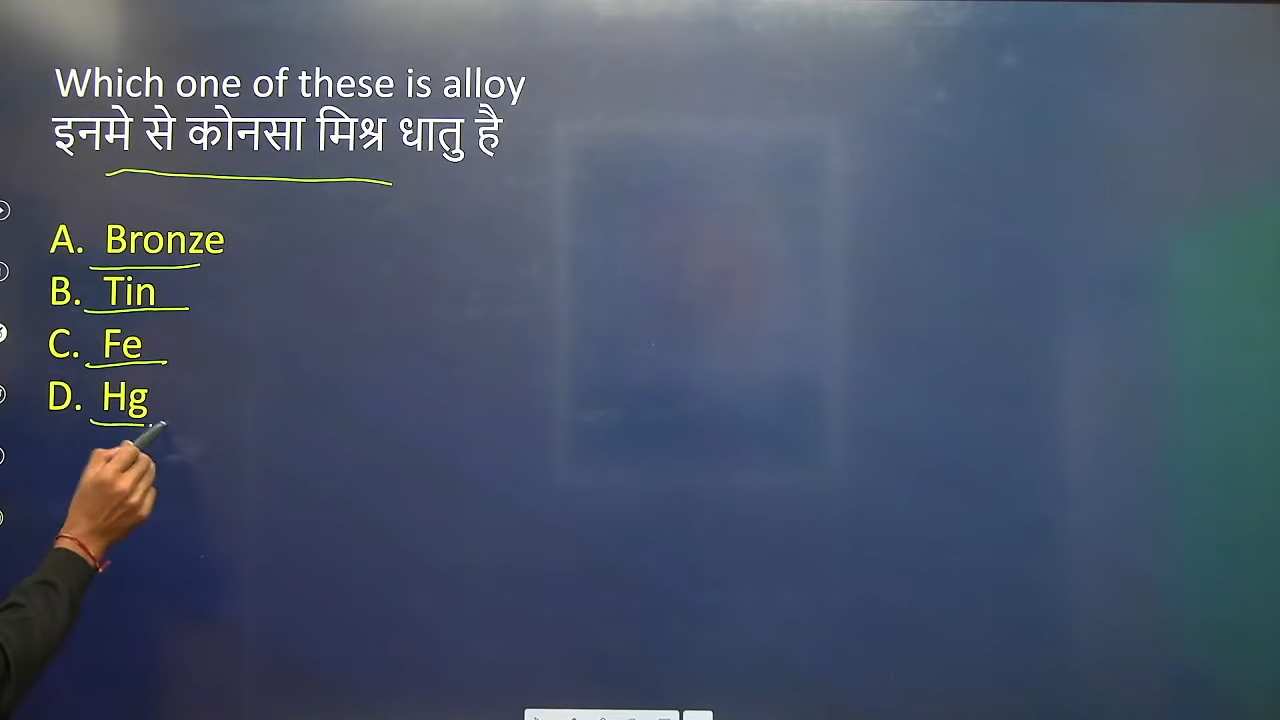 Which one of these is alloy
इनमे से कोनसा मिश्र धातु है
A. Bronze
B. Tin
C. Fe
D. Hg